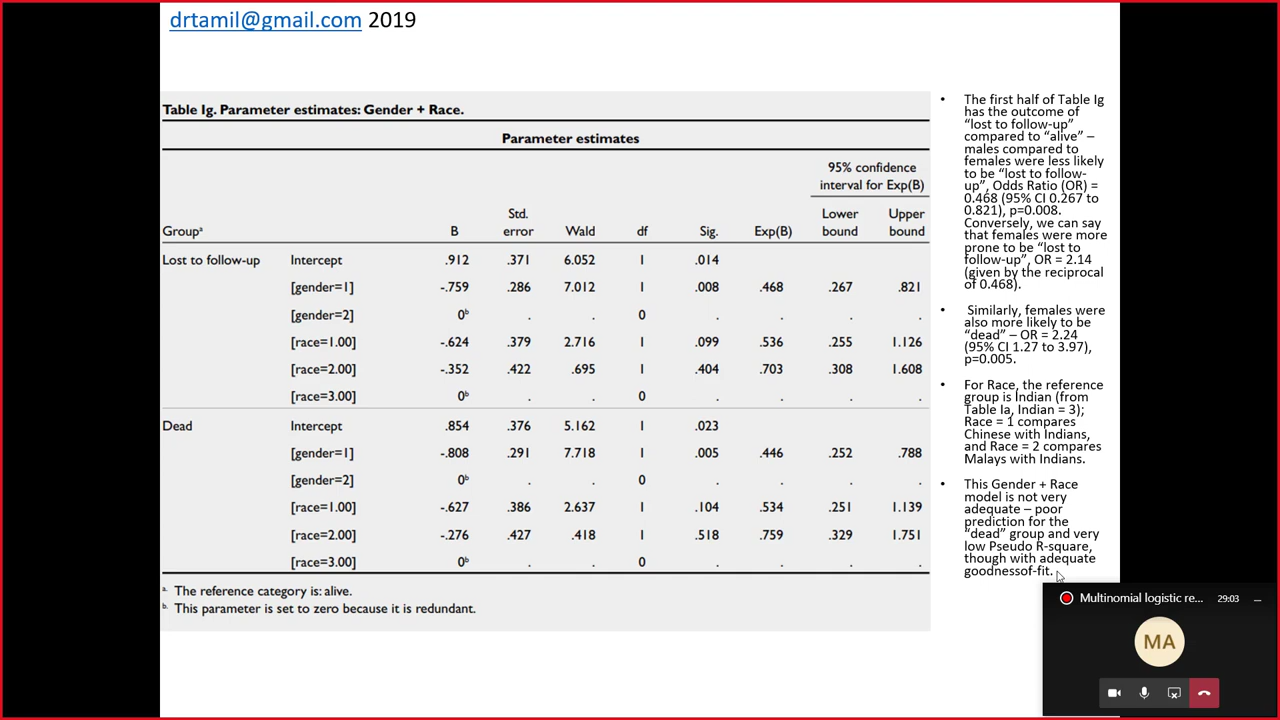 drtamil@gmail.com 2019
Table Ig. Parameter estimates: Gender + Race.
Parameter estimates
95% confidence
interval for Exp(B)
Std. Lower Upper
Groupᵃ B error Wald df Sig. Exp(B) bound bound
Lost to follow-up Intercept .912 .371 6.052 1 .014
[gender=1] -.759 .286 7.012 1 .008 .468 .267 .821
[gender=2] 0ᵇ . . 0 . . . .
[race=1.00] -.624 .379 2.716 1 .099 .536 .255 1.126
[race=2.00] -.352 .422 .695 1 .404 .703 .308 1.608
[race=3.00] 0ᵇ . . 0 . . . .
Dead Intercept .854 .376 5.162 1 .023
[gender=1] -.808 .291 7.718 1 .005 .446 .252 .788
[gender=2] 0ᵇ . . 0 . . . .
[race=1.00] -.627 .386 2.637 1 .104 .534 .251 1.139
[race=2.00] -.276 .427 .418 1 .518 .759 .329 1.751
[race=3.00] 0ᵇ . . 0 . . . .
a. The reference category is: alive.
b. This parameter is set to zero because it is redundant.
• The first half of Table Ig
has the outcome of
“lost to follow-up”
compared to “alive” –
males compared to
females were less likely
to be “lost to follow-
up”, Odds Ratio (OR) =
0.468 (95% CI 0.267 to
0.821), p=0.008.
Conversely, we can say
that females were more
prone to be “lost to
follow-up”, OR = 2.14
(given by the reciprocal
of 0.468).
• Similarly, females were
also more likely to be
“dead” – OR = 2.24
(95% CI 1.27 to 3.97),
p=0.005.
• For Race, the reference
group is Indian (from
Table Ia, Indian = 3);
Race = 1 compares
Chinese with Indians,
and Race = 2 compares
Malays with Indians.
• This Gender + Race
model is not very
adequate – poor
prediction for the
“dead” group and very
low Pseudo R-square,
though with adequate
goodnessof-fit.
Multinomial logistic re... 29:03
MA